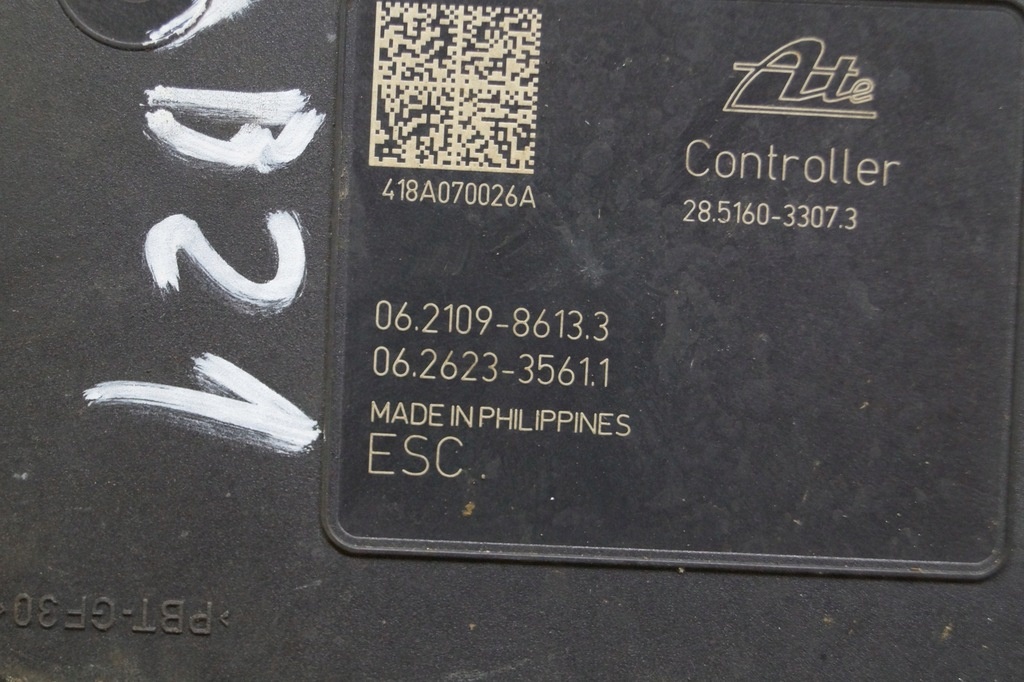 B21
Ate
Controller
28.5160-3307.3
418A070026A
06.2109-8613.3
06.2623-3561.1
MADE IN PHILIPPINES
ESC
>PBT-GF30<